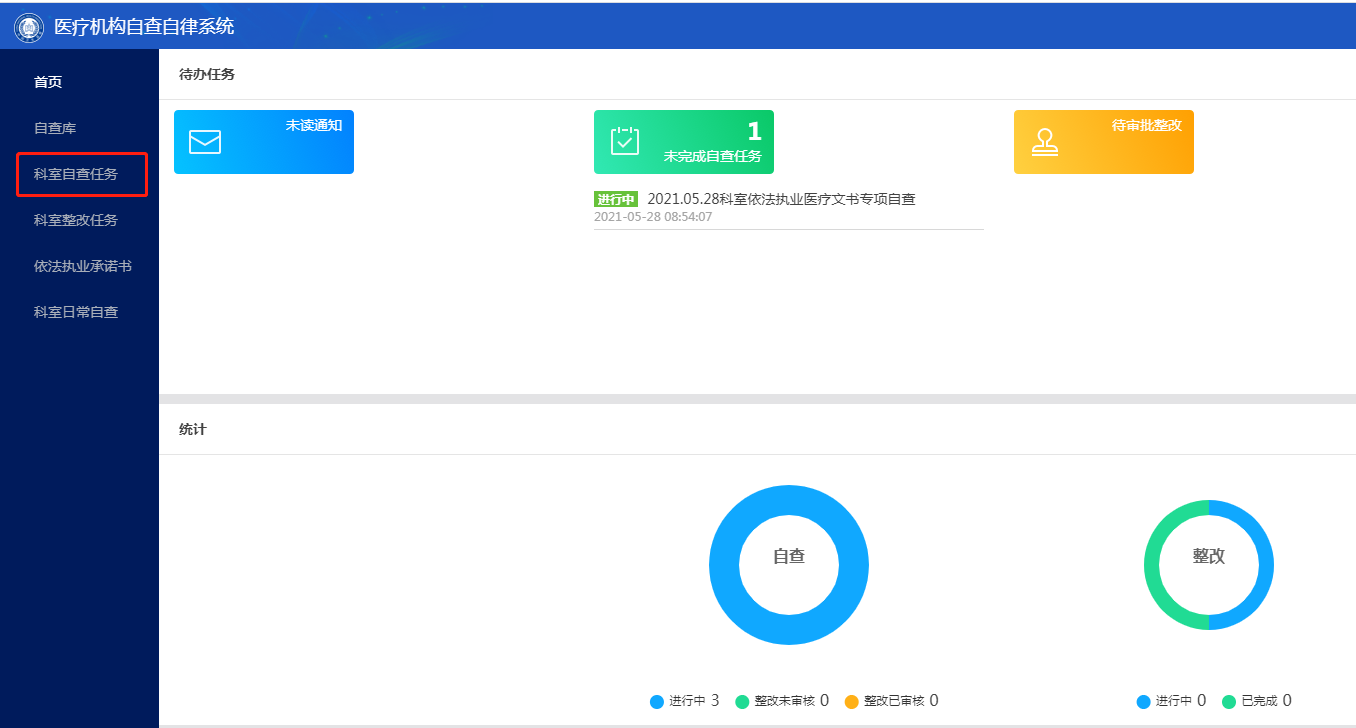 医疗机构自查自律系统
首页
自查库
科室自查任务
科室整改任务
依法执业承诺书
科室日常自查
待办任务
未读通知
1
未完成自查任务
待审批整改
进行中 2021.05.28科室依法执业医疗文书专项自查
2021-05-28 08:54:07
统计
自查
整改
进行中 3 整改未审核 0 整改已审核 0
进行中 0 已完成 0